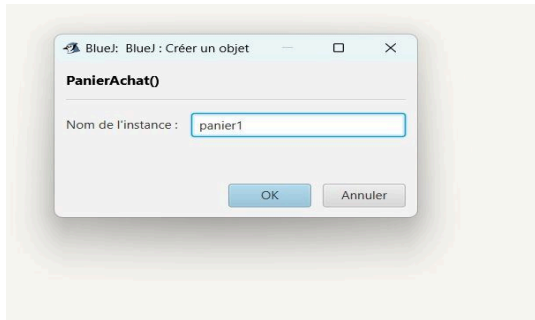 BlueJ: BlueJ : Créer un objet
PanierAchat()
Nom de l'instance : panier1
OK Annuler